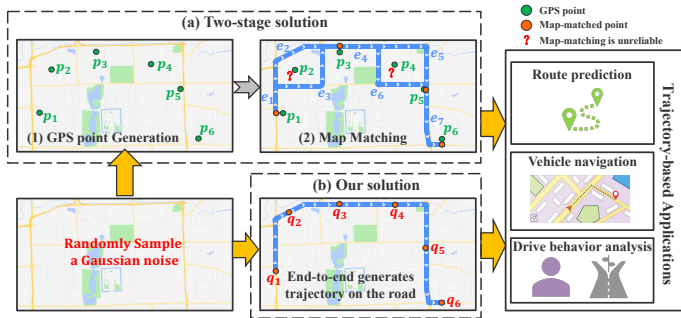 (a) Two-stage solution
GPS point
Map-matched point
? Map-matching is unreliable
p1
p2
p3
p4
p5
p6
(1) GPS point Generation
e1
e2
e3
e4
e5
e6
e7
p1
? p2
p3
? p4
p5
p6
(2) Map Matching
Randomly Sample
a Gaussian noise
(b) Our solution
q1
q2
q3
q4
q5
q6
End-to-end generates
trajectory on the road
Route prediction
Vehicle navigation
Drive behavior analysis
Trajectory-based Applications